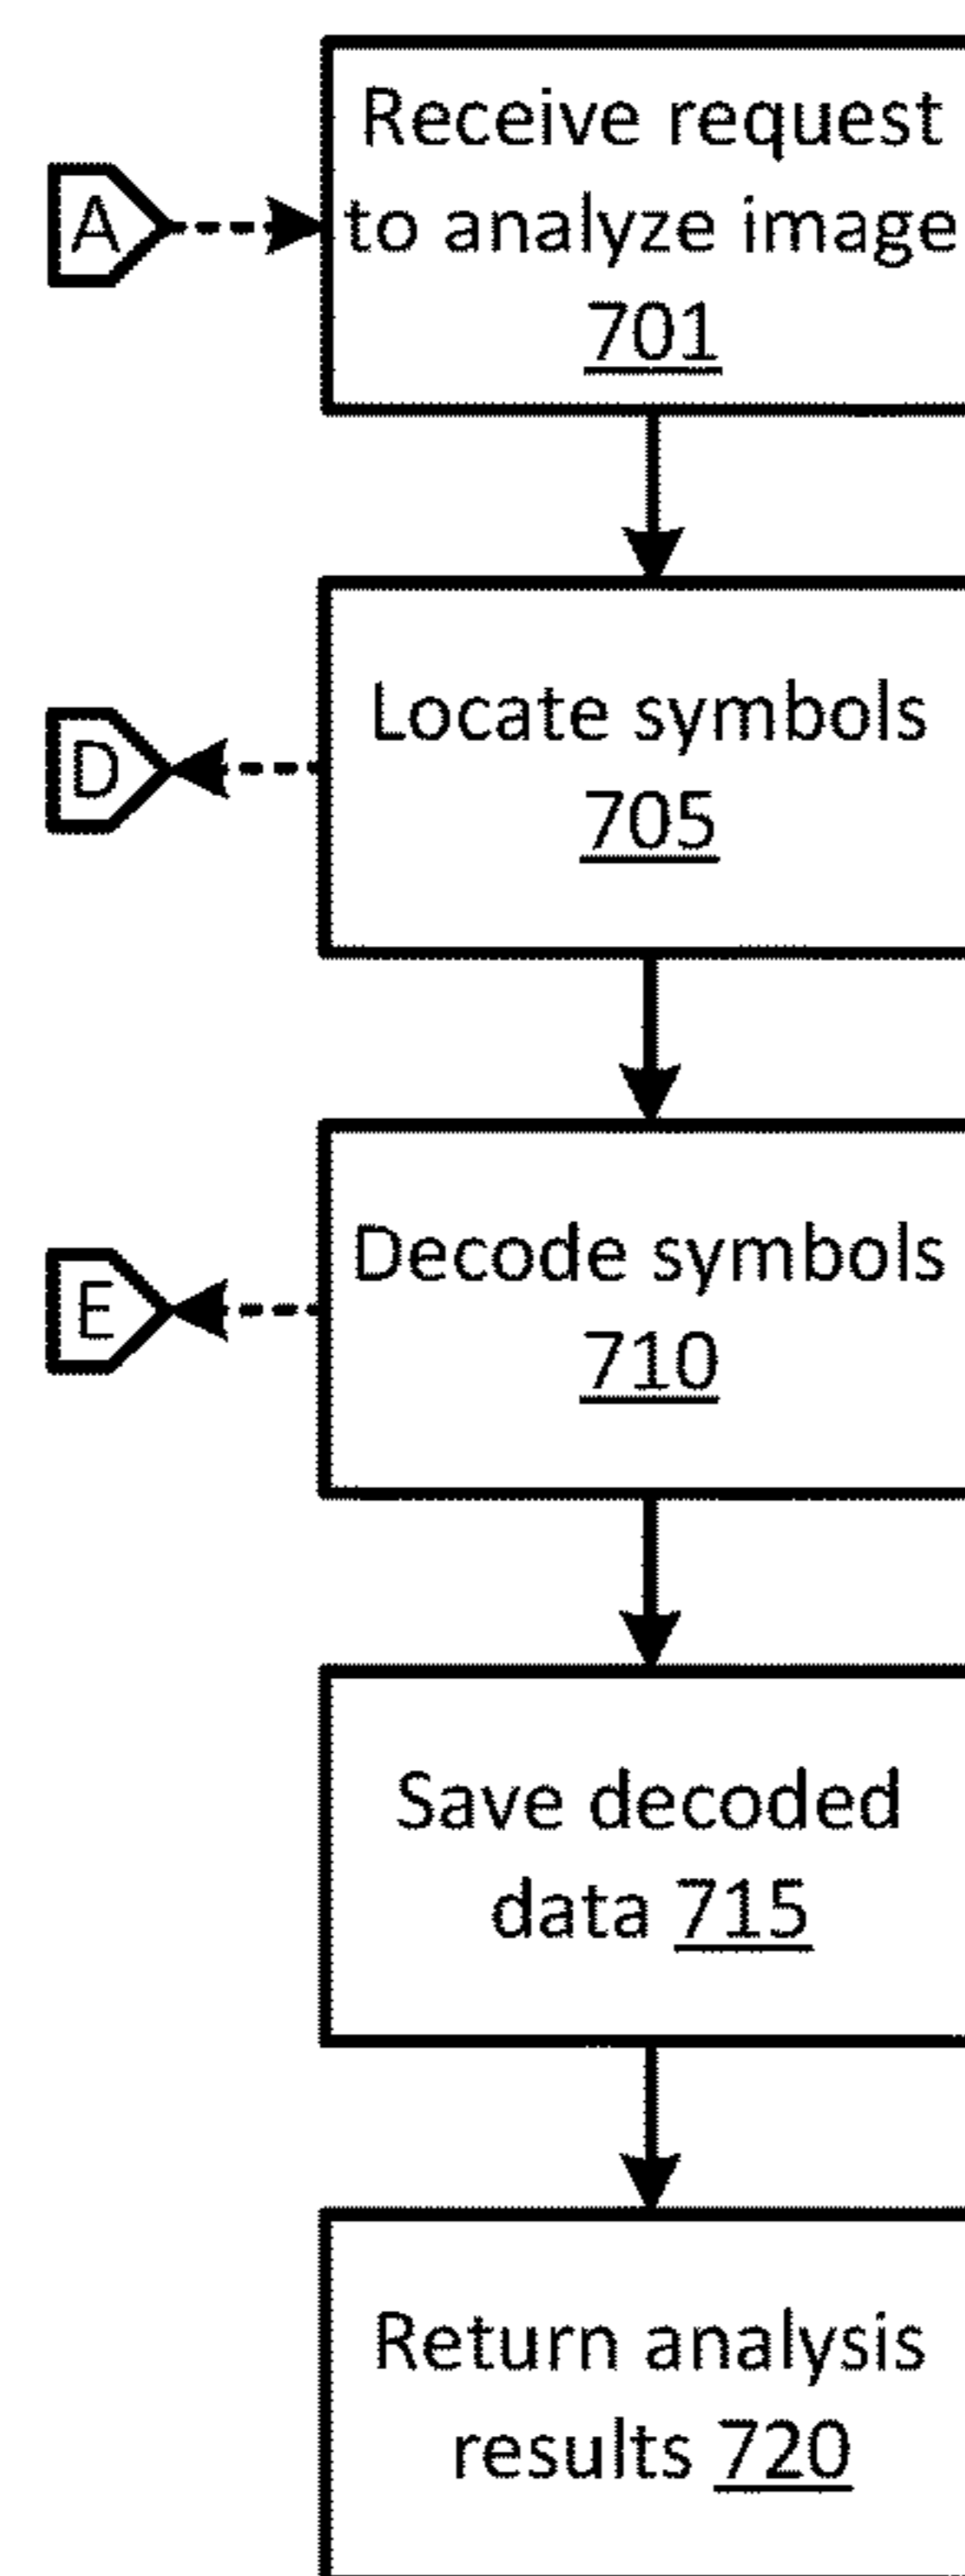 Receive request
A
to analyze image
701
Locate symbols
D
705
Decode symbols
E
710
Save decoded
data 715
Return analysis
results 720